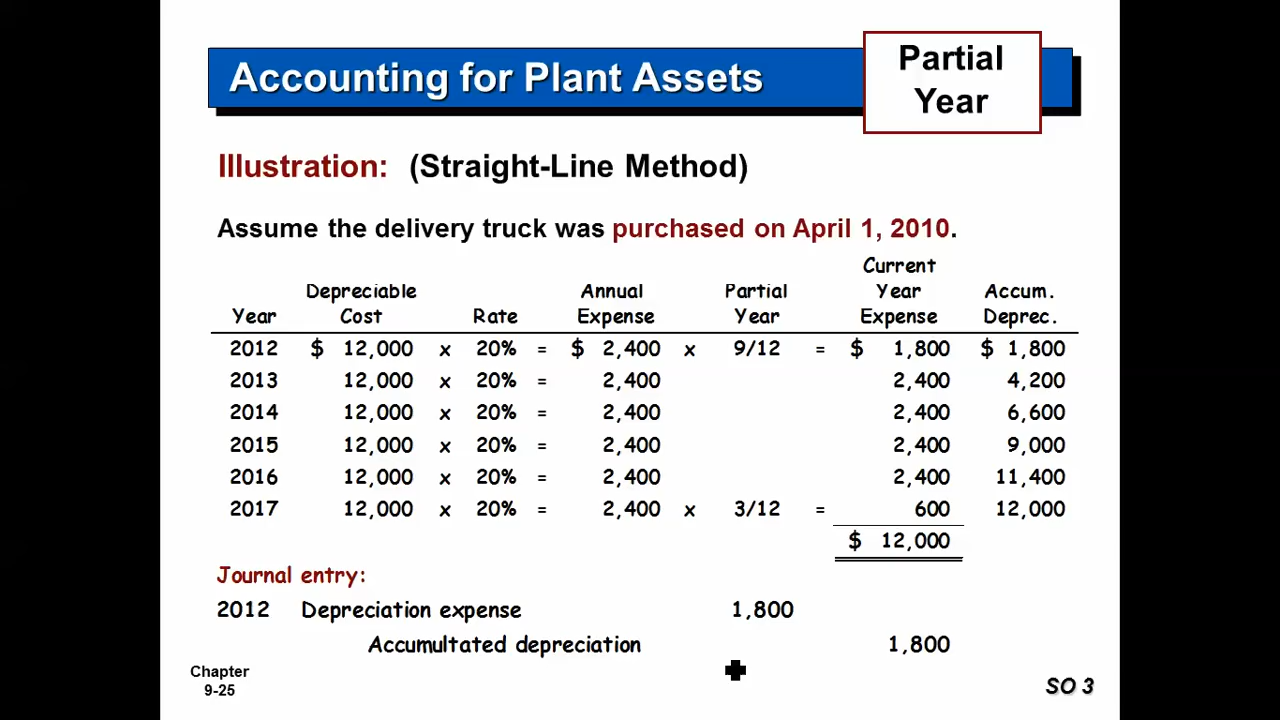 Accounting for Plant Assets
Partial
Year
Illustration: (Straight-Line Method)
Assume the delivery truck was purchased on April 1, 2010.
Current
Depreciable Annual Partial Year Accum.
Year Cost Rate Expense Year Expense Deprec.
2012 $ 12,000 x 20% = $ 2,400 x 9/12 = $ 1,800 $ 1,800
2013 12,000 x 20% = 2,400 2,400 4,200
2014 12,000 x 20% = 2,400 2,400 6,600
2015 12,000 x 20% = 2,400 2,400 9,000
2016 12,000 x 20% = 2,400 2,400 11,400
2017 12,000 x 20% = 2,400 x 3/12 = 600 12,000
$ 12,000
Journal entry:
2012 Depreciation expense 1,800
Accumultated depreciation 1,800
Chapter
9-25
SO 3